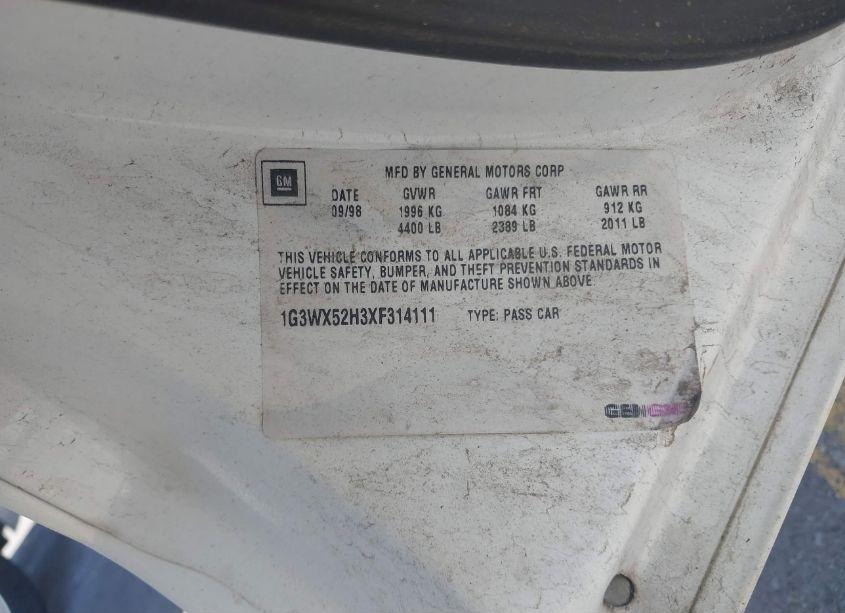 GM
MFD BY GENERAL MOTORS CORP
DATE GVWR GAWR FRT GAWR RR
09/98 1996 KG 1084 KG 912 KG
4400 LB 2389 LB 2011 LB
THIS VEHICLE CONFORMS TO ALL APPLICABLE U.S. FEDERAL MOTOR
VEHICLE SAFETY, BUMPER, AND THEFT PREVENTION STANDARDS IN
EFFECT ON THE DATE OF MANUFACTURE SHOWN ABOVE
1G3WX52H3XF314111 TYPE: PASS CAR